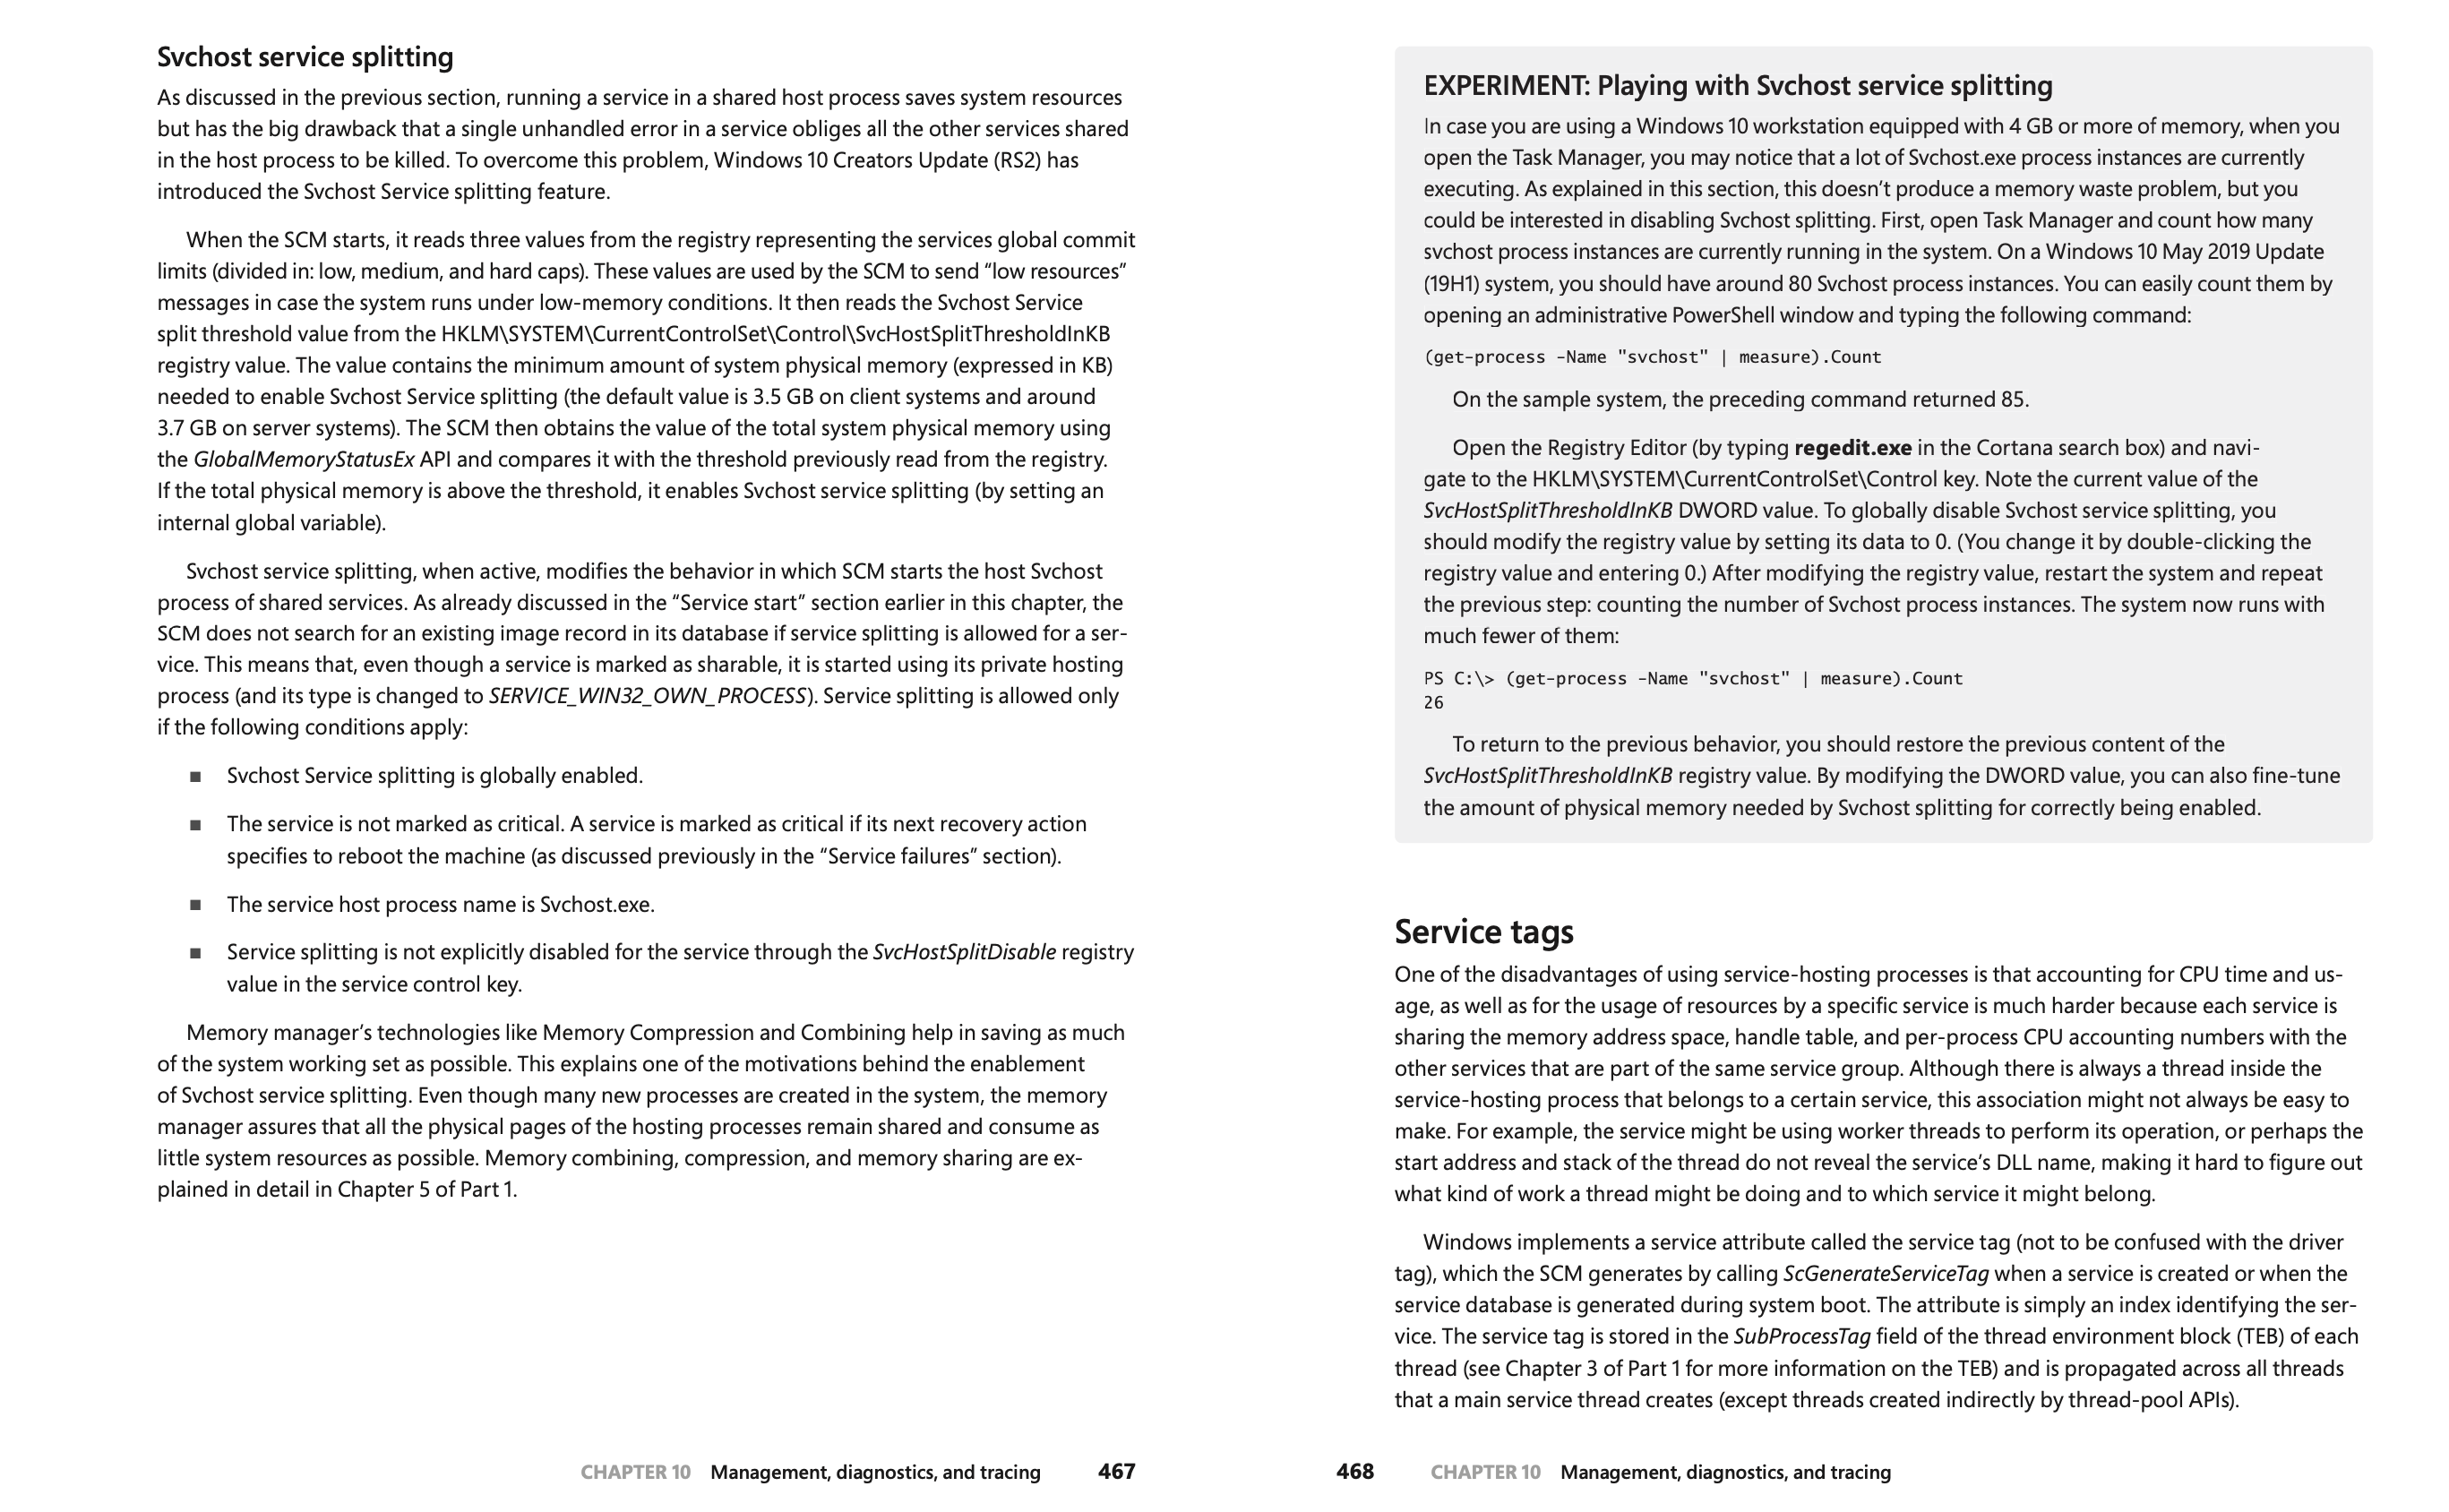 Svchost service splitting
As discussed in the previous section, running a service in a shared host process saves system resources
but has the big drawback that a single unhandled error in a service obliges all the other services shared
in the host process to be killed. To overcome this problem, Windows 10 Creators Update (RS2) has
introduced the Svchost Service splitting feature.
When the SCM starts, it reads three values from the registry representing the services global commit
limits (divided in: low, medium, and hard caps). These values are used by the SCM to send “low resources”
messages in case the system runs under low-memory conditions. It then reads the Svchost Service
split threshold value from the HKLM\SYSTEM\CurrentControlSet\Control\SvcHostSplitThresholdInKB
registry value. The value contains the minimum amount of system physical memory (expressed in KB)
needed to enable Svchost Service splitting (the default value is 3.5 GB on client systems and around
3.7 GB on server systems). The SCM then obtains the value of the total system physical memory using
the GlobalMemoryStatusEx API and compares it with the threshold previously read from the registry.
If the total physical memory is above the threshold, it enables Svchost service splitting (by setting an
internal global variable).
Svchost service splitting, when active, modifies the behavior in which SCM starts the host Svchost
process of shared services. As already discussed in the “Service start” section earlier in this chapter, the
SCM does not search for an existing image record in its database if service splitting is allowed for a ser-
vice. This means that, even though a service is marked as sharable, it is started using its private hosting
process (and its type is changed to SERVICE_WIN32_OWN_PROCESS). Service splitting is allowed only
if the following conditions apply:
■ Svchost Service splitting is globally enabled.
■ The service is not marked as critical. A service is marked as critical if its next recovery action
specifies to reboot the machine (as discussed previously in the “Service failures” section).
■ The service host process name is Svchost.exe.
■ Service splitting is not explicitly disabled for the service through the SvcHostSplitDisable registry
value in the service control key.
Memory manager’s technologies like Memory Compression and Combining help in saving as much
of the system working set as possible. This explains one of the motivations behind the enablement
of Svchost service splitting. Even though many new processes are created in the system, the memory
manager assures that all the physical pages of the hosting processes remain shared and consume as
little system resources as possible. Memory combining, compression, and memory sharing are ex-
plained in detail in Chapter 5 of Part 1.
CHAPTER 10 Management, diagnostics, and tracing 467
EXPERIMENT: Playing with Svchost service splitting
In case you are using a Windows 10 workstation equipped with 4 GB or more of memory, when you
open the Task Manager, you may notice that a lot of Svchost.exe process instances are currently
executing. As explained in this section, this doesn’t produce a memory waste problem, but you
could be interested in disabling Svchost splitting. First, open Task Manager and count how many
svchost process instances are currently running in the system. On a Windows 10 May 2019 Update
(19H1) system, you should have around 80 Svchost process instances. You can easily count them by
opening an administrative PowerShell window and typing the following command:
(get-process -Name "svchost" | measure).Count
On the sample system, the preceding command returned 85.
Open the Registry Editor (by typing regedit.exe in the Cortana search box) and navi-
gate to the HKLM\SYSTEM\CurrentControlSet\Control key. Note the current value of the
SvcHostSplitThresholdInKB DWORD value. To globally disable Svchost service splitting, you
should modify the registry value by setting its data to 0. (You change it by double-clicking the
registry value and entering 0.) After modifying the registry value, restart the system and repeat
the previous step: counting the number of Svchost process instances. The system now runs with
much fewer of them:
PS C:\> (get-process -Name "svchost" | measure).Count
26
To return to the previous behavior, you should restore the previous content of the
SvcHostSplitThresholdInKB registry value. By modifying the DWORD value, you can also fine-tune
the amount of physical memory needed by Svchost splitting for correctly being enabled.
Service tags
One of the disadvantages of using service-hosting processes is that accounting for CPU time and us-
age, as well as for the usage of resources by a specific service is much harder because each service is
sharing the memory address space, handle table, and per-process CPU accounting numbers with the
other services that are part of the same service group. Although there is always a thread inside the
service-hosting process that belongs to a certain service, this association might not always be easy to
make. For example, the service might be using worker threads to perform its operation, or perhaps the
start address and stack of the thread do not reveal the service’s DLL name, making it hard to figure out
what kind of work a thread might be doing and to which service it might belong.
Windows implements a service attribute called the service tag (not to be confused with the driver
tag), which the SCM generates by calling ScGenerateServiceTag when a service is created or when the
service database is generated during system boot. The attribute is simply an index identifying the ser-
vice. The service tag is stored in the SubProcessTag field of the thread environment block (TEB) of each
thread (see Chapter 3 of Part 1 for more information on the TEB) and is propagated across all threads
that a main service thread creates (except threads created indirectly by thread-pool APIs).
468 CHAPTER 10 Management, diagnostics, and tracing